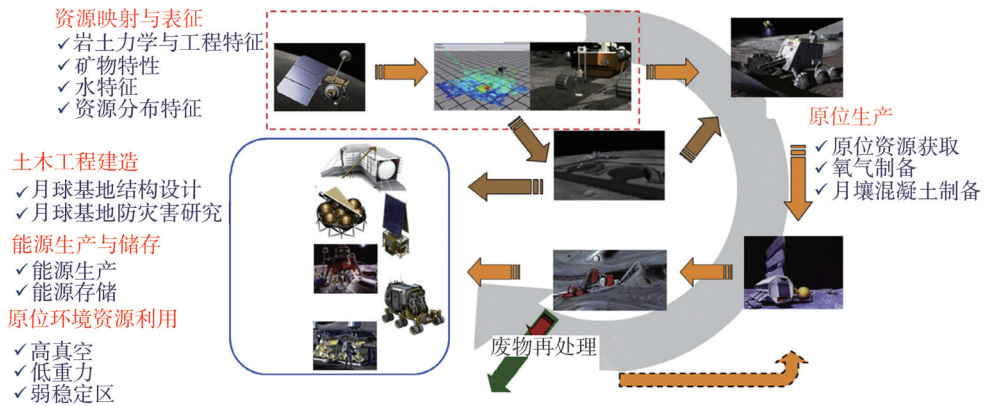 资源映射与表征
✓岩土力学与工程特征
✓矿物特性
✓水特征
✓资源分布特征
土木工程建造
✓月球基地结构设计
✓月球基地防灾害研究
能源生产与储存
✓能源生产
✓能源存储
原位环境资源利用
✓高真空
✓低重力
✓弱稳定区
原位生产
✓原位资源获取
✓氧气制备
✓月壤混凝土制备
废物再处理